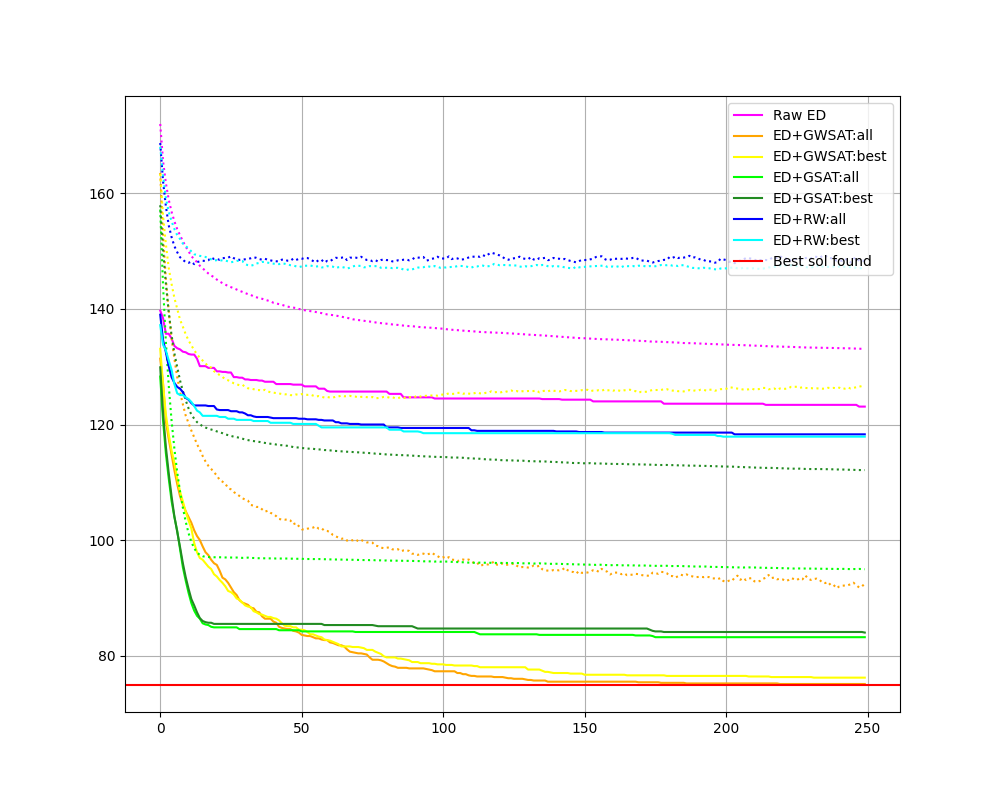 Raw ED
ED+GWSAT:all
ED+GWSAT:best
ED+GSAT:all
ED+GSAT:best
ED+RW:all
ED+RW:best
Best sol found
160
140
120
100
80
0 50 100 150 200 250